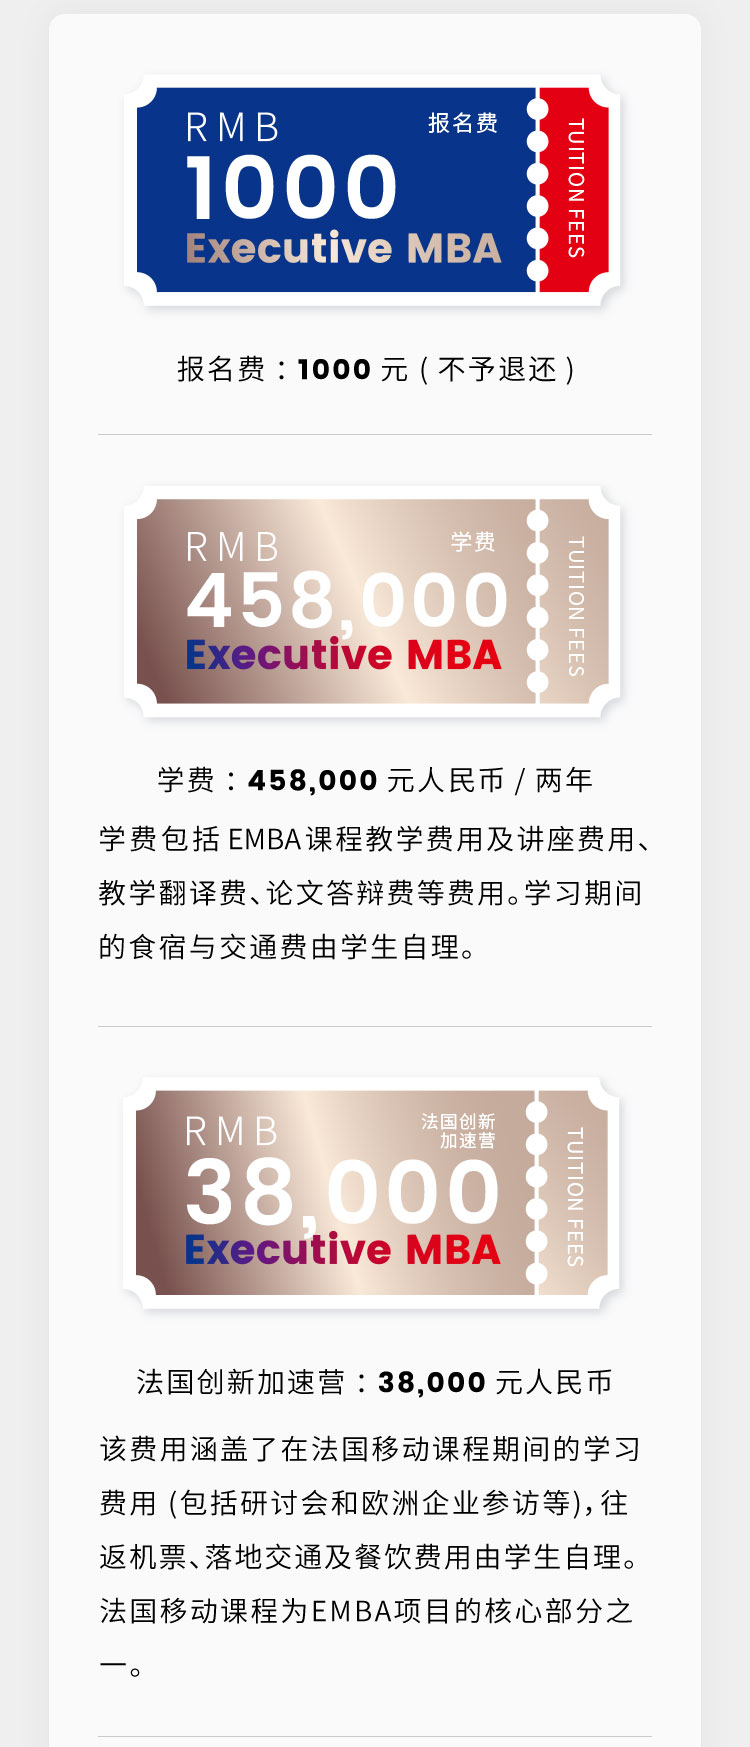 RMB
报名费
1000
Executive MBA
TUITION FEES
报名费：1000 元 ( 不予退还 )
RMB
学费
458,000
Executive MBA
TUITION FEES
学费：458,000 元人民币 / 两年
学费包括 EMBA课程教学费用及讲座费用、
教学翻译费、论文答辩费等费用。学习期间
的食宿与交通费由学生自理。
RMB
法国创新
加速营
38,000
Executive MBA
TUITION FEES
法国创新加速营：38,000 元人民币
该费用涵盖了在法国移动课程期间的学习
费用 (包括研讨会和欧洲企业参访等)，往
返机票、落地交通及餐饮费用由学生自理。
法国移动课程为EMBA项目的核心部分之
一。